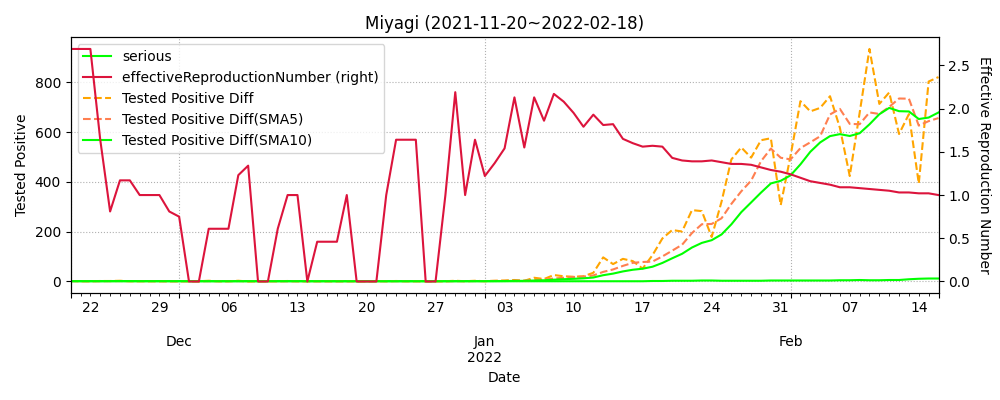 Miyagi (2021-11-20~2022-02-18)
serious
effectiveReproductionNumber (right)
Tested Positive Diff
Tested Positive Diff(SMA5)
Tested Positive Diff(SMA10)
Tested Positive
800
600
400
200
0
2.5
2.0
1.5
1.0
0.5
0.0
Effective Reproduction Number
22 29 06 13 20 27 03 10 17 24 31 07 14
Dec Jan Feb
2022
Date